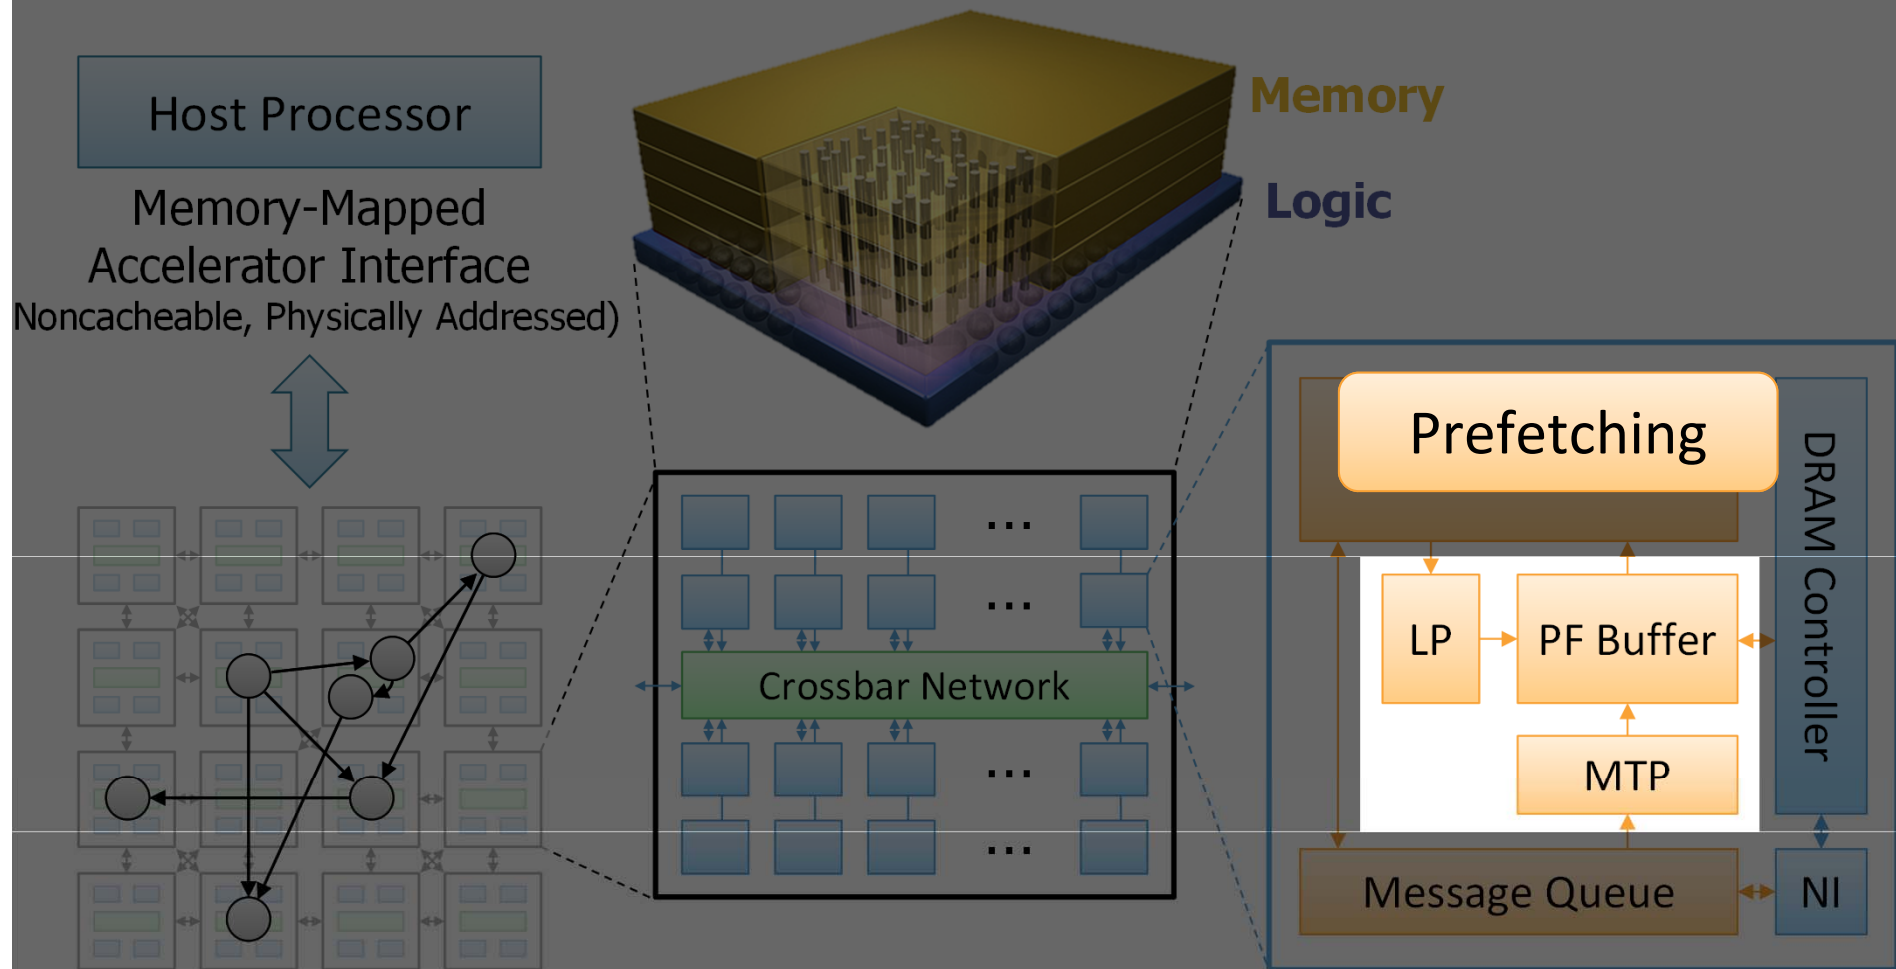 Host Processor
Memory-Mapped
Accelerator Interface
Noncacheable, Physically Addressed)
Memory
Logic
...
...
Crossbar Network
...
...
Prefetching
LP
PF Buffer
MTP
Message Queue
DRAM Controller
NI